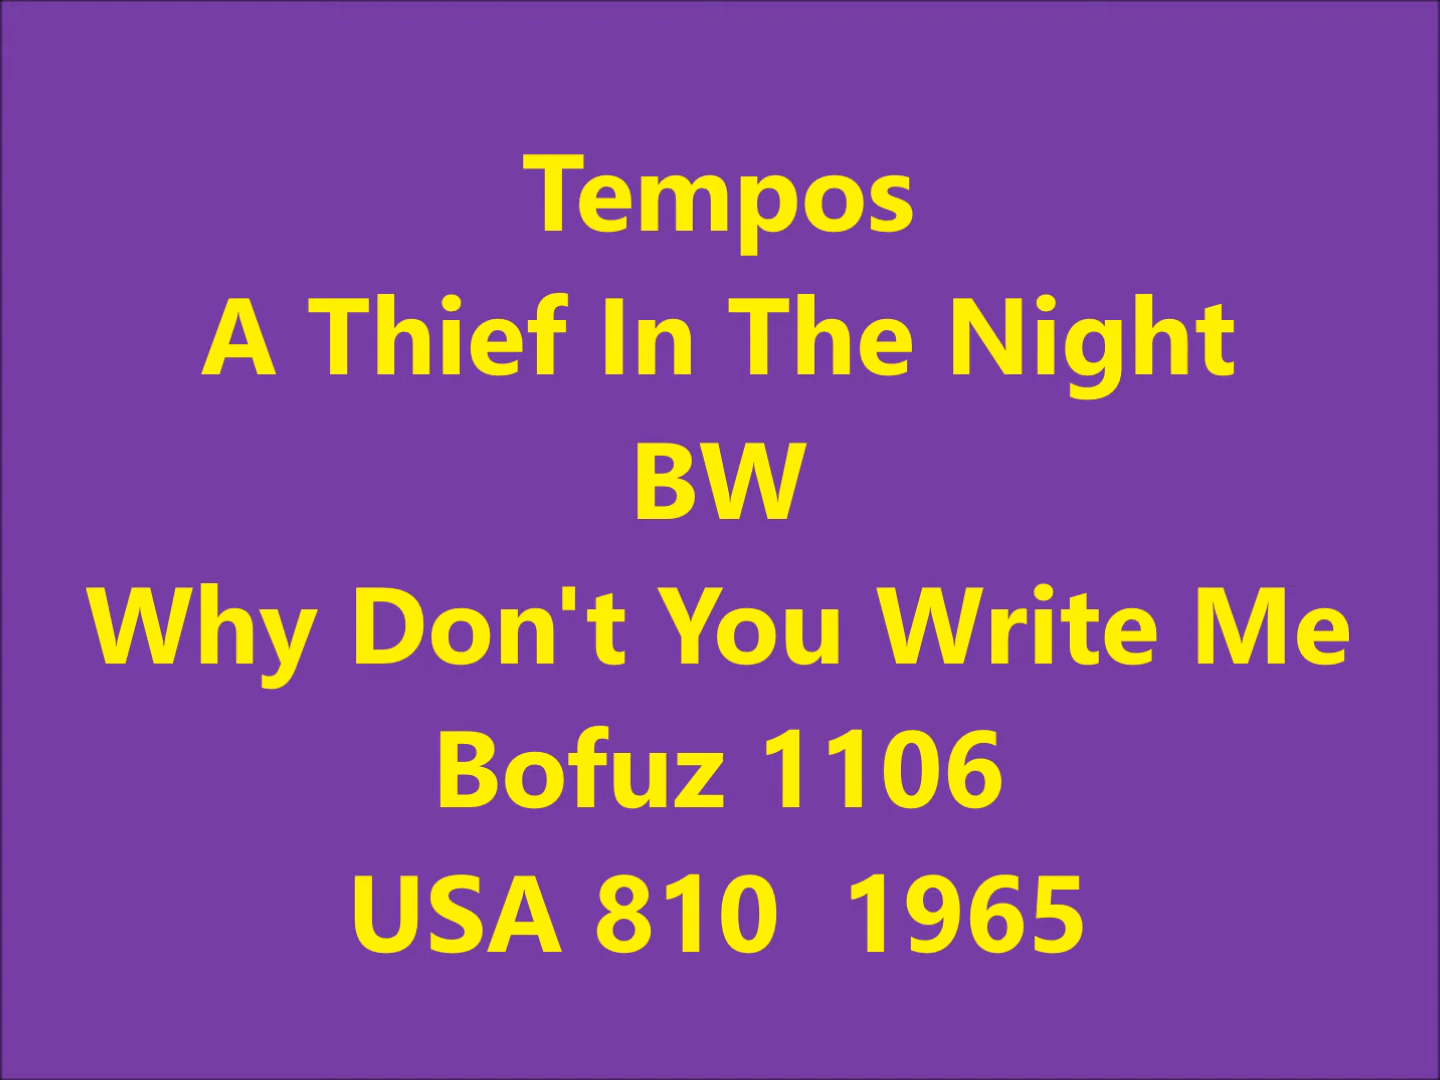 Tempos
A Thief In The Night
BW
Why Don't You Write Me
Bofuz 1106
USA 810  1965